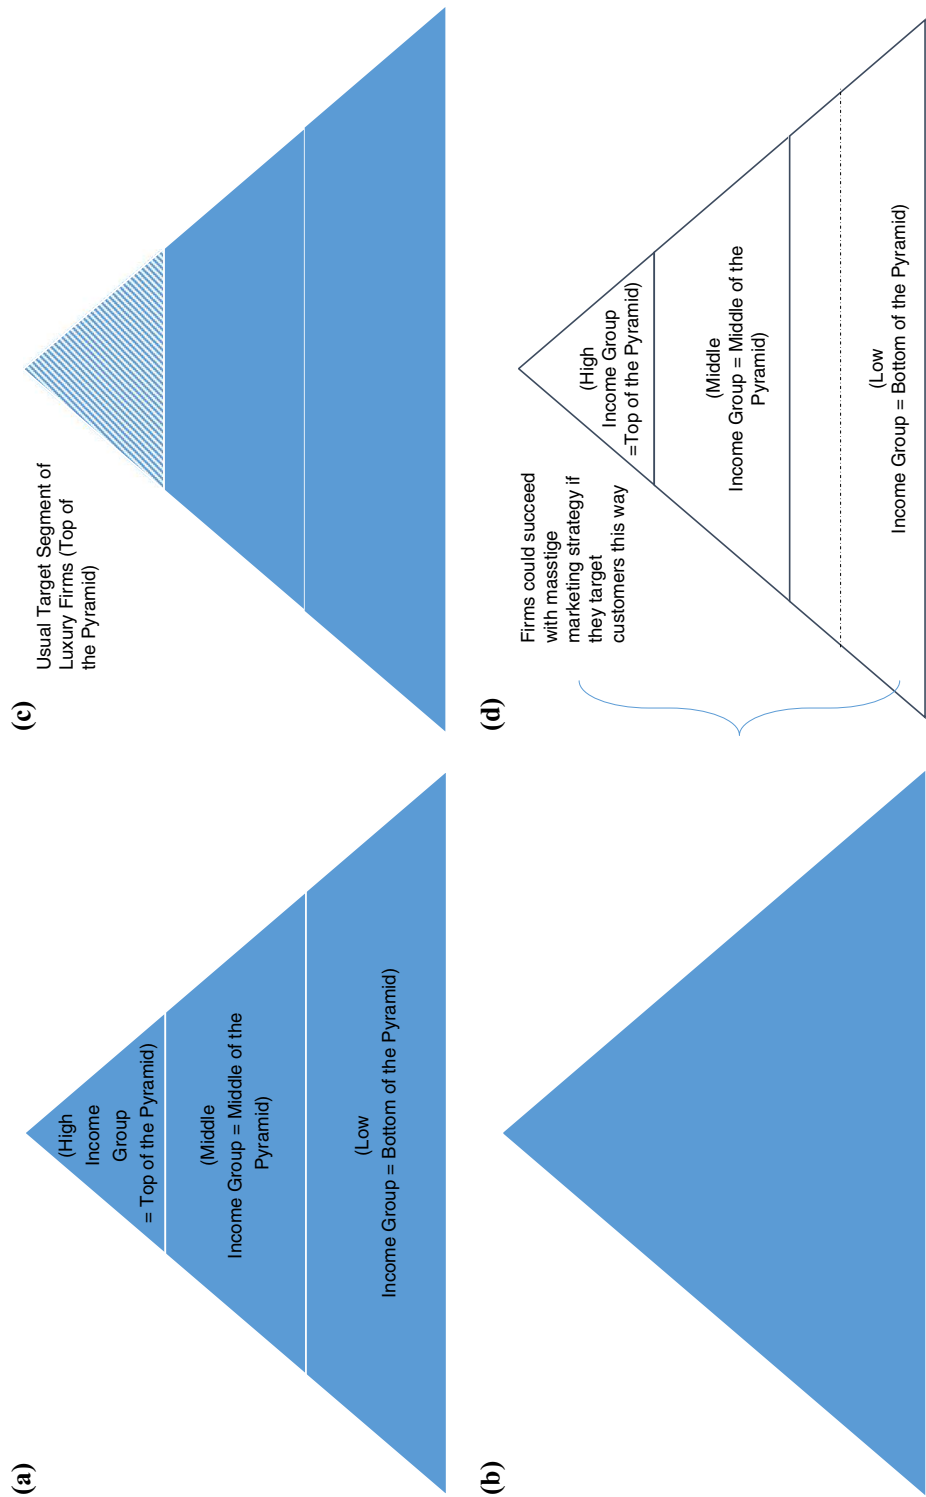 (a)
(High
Income
Group
= Top of the Pyramid)
(Middle
Income Group = Middle of the
Pyramid)
(Low
Income Group = Bottom of the Pyramid)
(b)
(c)
Usual Target Segment of
Luxury Firms (Top of
the Pyramid)
(d)
Firms could succeed
with masstige
marketing strategy if
they target
customers this way
(High
Income Group
=Top of the Pyramid)
(Middle
Income Group = Middle of the
Pyramid)
(Low
Income Group = Bottom of the Pyramid)